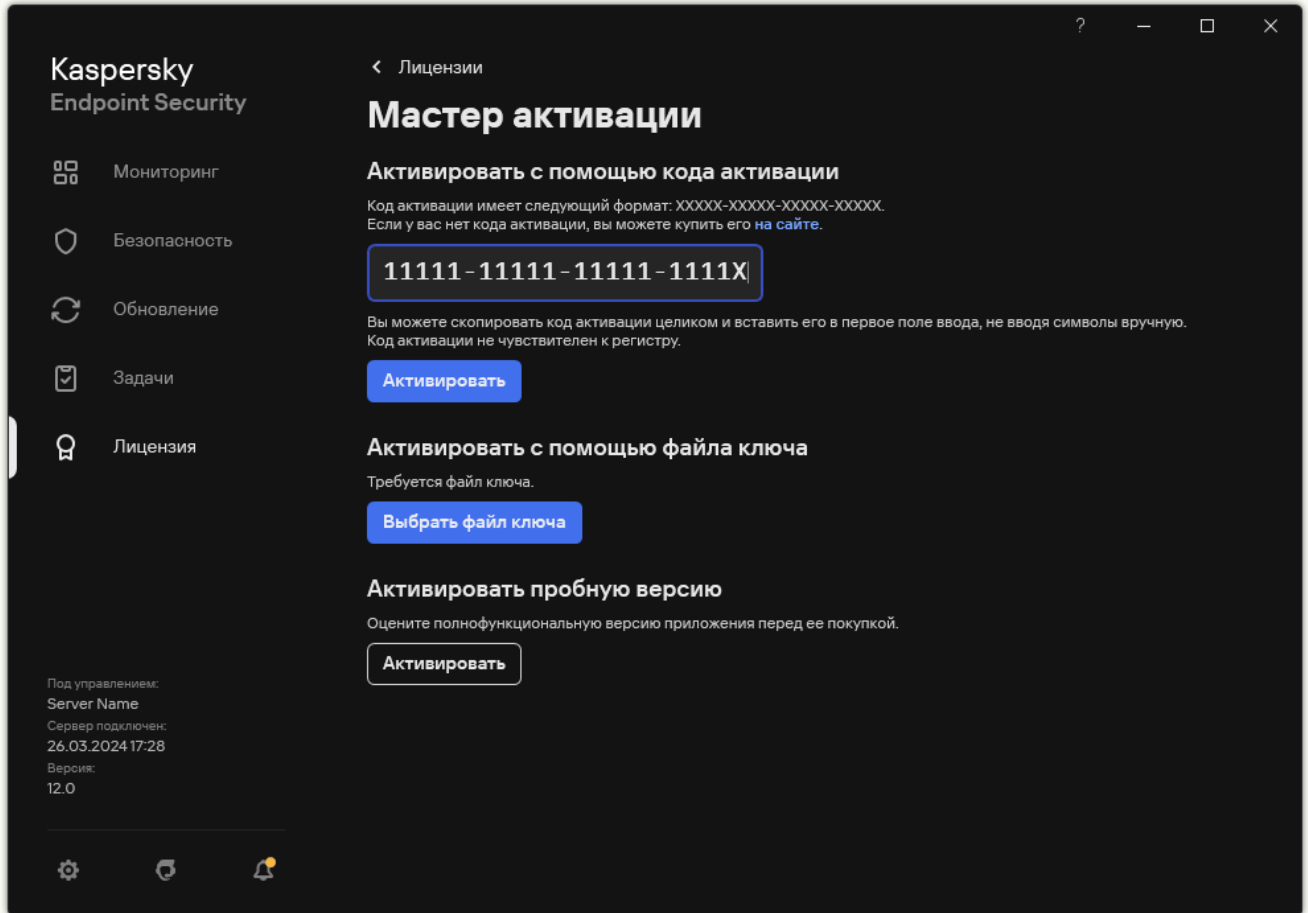 ?
Kaspersky
Endpoint Security
Мониторинг
Безопасность
Обновление
Задачи
Лицензия
Под управлением:
Server Name
Сервер подключен:
26.03.2024 17:28
Версия:
12.0
Лицензии
Мастер активации
Активировать с помощью кода активации
Код активации имеет следующий формат: XXXXX-XXXXX-XXXXX-XXXXX.
Если у вас нет кода активации, вы можете купить его на сайте.
11111-11111-11111-1111X
Вы можете скопировать код активации целиком и вставить его в первое поле ввода, не вводя символы вручную.
Код активации не чувствителен к регистру.
Активировать
Активировать с помощью файла ключа
Требуется файл ключа.
Выбрать файл ключа
Активировать пробную версию
Оцените полнофункциональную версию приложения перед ее покупкой.
Активировать